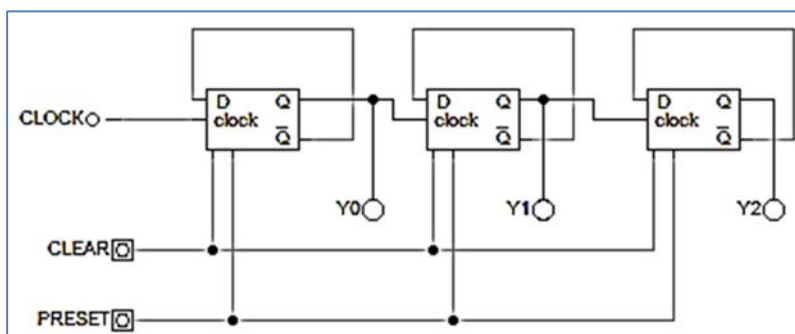 D Q D Q D Q
CLOCK clock clock clock
Q̅ Q̅ Q̅
Y0 Y1 Y2
CLEAR
PRESET